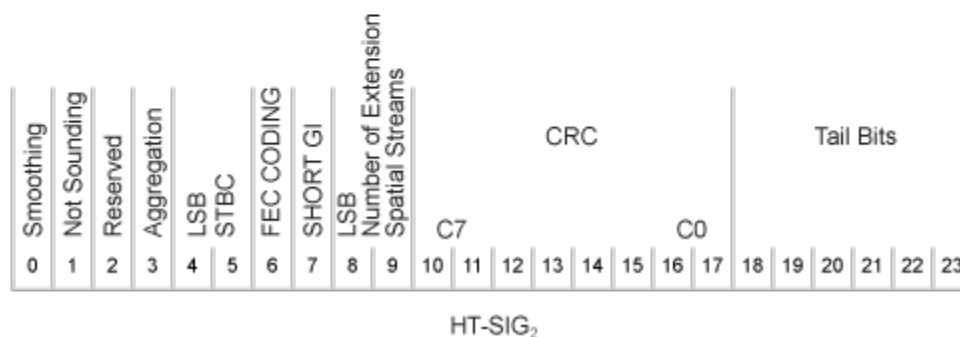 Smoothing
Not Sounding
Reserved
Aggregation
LSB
STBC
FEC CODING
SHORT GI
LSB
Number of Extension
Spatial Streams
CRC
Tail Bits
C7 C0
0 1 2 3 4 5 6 7 8 9 10 11 12 13 14 15 16 17 18 19 20 21 22 23
HT-SIG₂